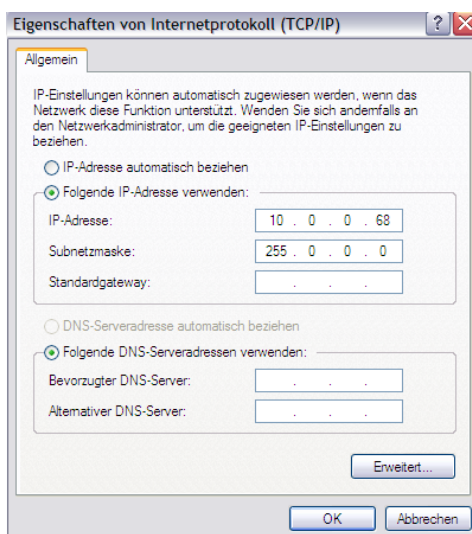 Eigenschaften von Internetprotokoll (TCP/IP)
Allgemein
IP-Einstellungen können automatisch zugewiesen werden, wenn das
Netzwerk diese Funktion unterstützt. Wenden Sie sich andernfalls an
den Netzwerkadministrator, um die geeigneten IP-Einstellungen zu
beziehen.
IP-Adresse automatisch beziehen
Folgende IP-Adresse verwenden:
IP-Adresse: 10 . 0 . 0 . 68
Subnetzmaske: 255 . 0 . 0 . 0
Standardgateway: . . .
DNS-Serveradresse automatisch beziehen
Folgende DNS-Serveradressen verwenden:
Bevorzugter DNS-Server: . . .
Alternativer DNS-Server: . . .
Erweitert...
OK Abbrechen